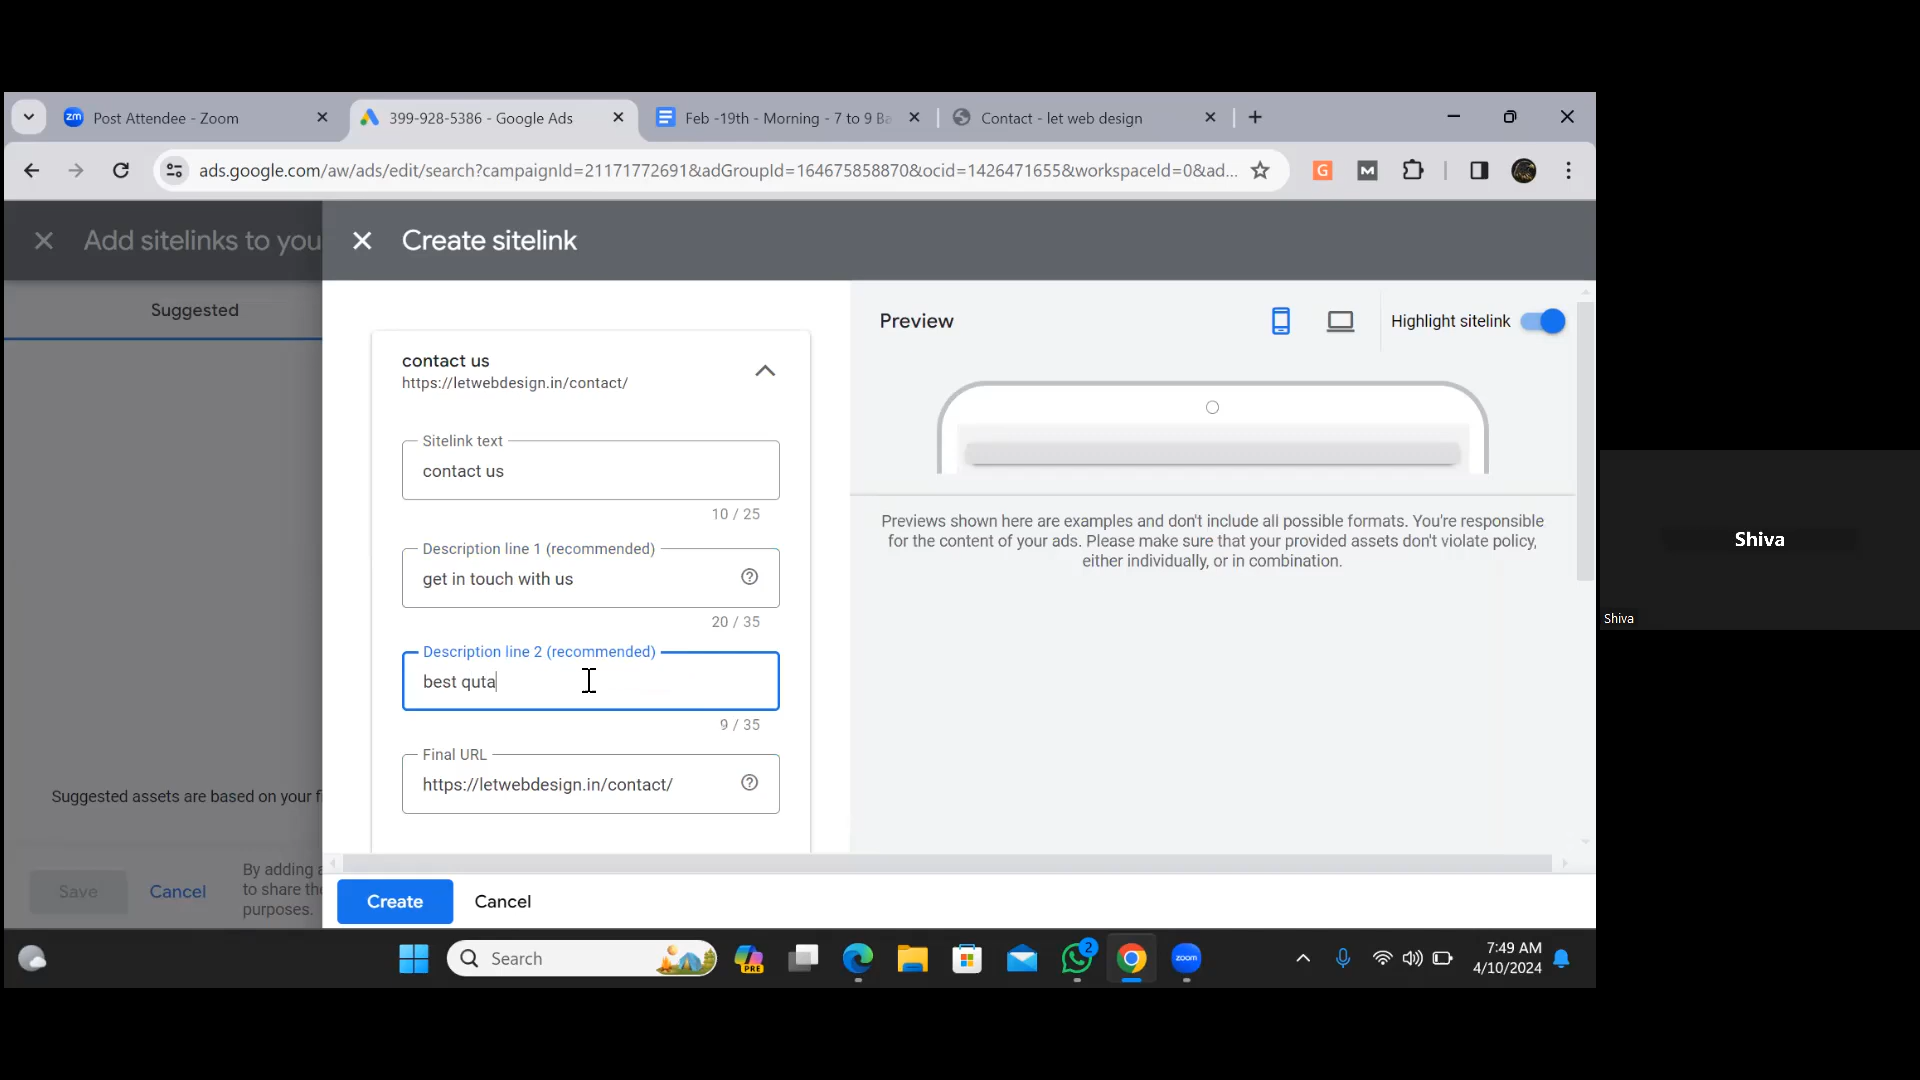 Post Attendee - Zoom
399-928-5386 - Google Ads
Feb -19th - Morning - 7 to 9 Ba
Contact - let web design
ads.google.com/aw/ads/edit/search?campaignId=21171772691&adGroupId=164675858870&ocid=1426471655&workspaceId=0&ad...
Add sitelinks to you
Create sitelink
Suggested
Preview
Highlight sitelink
contact us
https://letwebdesign.in/contact/
Sitelink text
contact us
10 / 25
Description line 1 (recommended)
get in touch with us
20 / 35
Description line 2 (recommended)
best quta
9 / 35
Final URL
https://letwebdesign.in/contact/
Previews shown here are examples and don't include all possible formats. You're responsible
for the content of your ads. Please make sure that your provided assets don't violate policy,
either individually, or in combination.
Shiva
Shiva
Suggested assets are based on your fi
Save
Cancel
By adding a
to share the
purposes.
Create
Cancel
Search
PRE
2
zoom
7:49 AM
4/10/2024